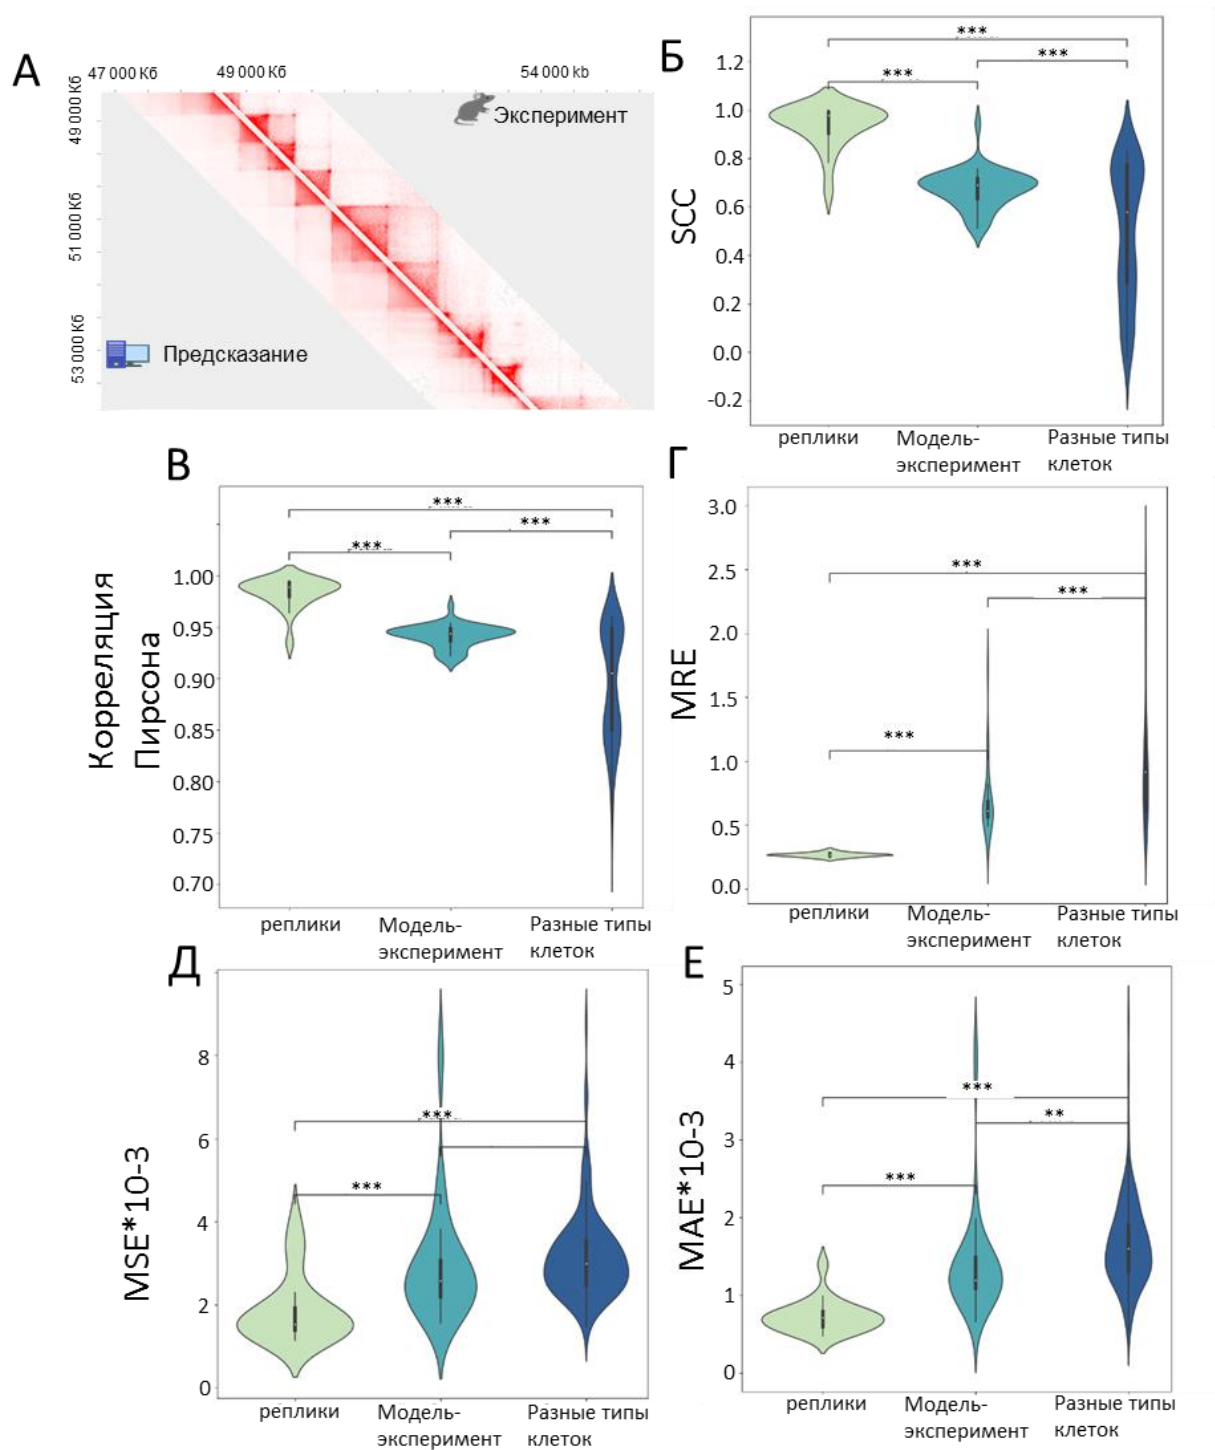 А
47 000 Кб
49 000 Кб
54 000 kb
49 000 Кб
51 000 Кб
53 000 Кб
Эксперимент
Предсказание
Б
SCC
1.2
1.0
0.8
0.6
0.4
0.2
0.0
-0.2
***
***
***
реплики
Модель-
эксперимент
Разные типы
клеток
В
Корреляция
Пирсона
1.00
0.95
0.90
0.85
0.80
0.75
0.70
***
***
***
реплики
Модель-
эксперимент
Разные типы
клеток
Г
MRE
3.0
2.5
2.0
1.5
1.0
0.5
0.0
***
***
***
реплики
Модель-
эксперимент
Разные типы
клеток
Д
MSE*10-3
8
6
4
2
0
***
***
реплики
Модель-
эксперимент
Разные типы
клеток
Е
MAE*10-3
5
4
3
2
1
0
***
**
***
реплики
Модель-
эксперимент
Разные типы
клеток